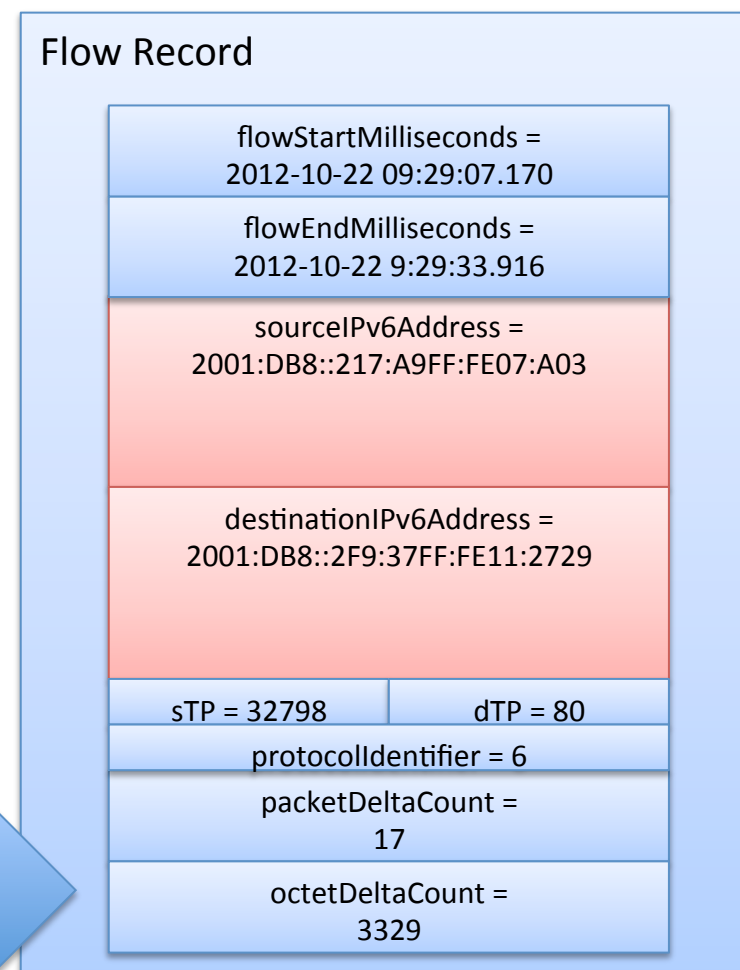 Flow Record
flowStartMilliseconds =
2012-10-22 09:29:07.170
flowEndMilliseconds =
2012-10-22 9:29:33.916
sourceIPv6Address =
2001:DB8::217:A9FF:FE07:A03
destinationIPv6Address =
2001:DB8::2F9:37FF:FE11:2729
sTP = 32798 dTP = 80
protocolIdentifier = 6
packetDeltaCount =
17
octetDeltaCount =
3329